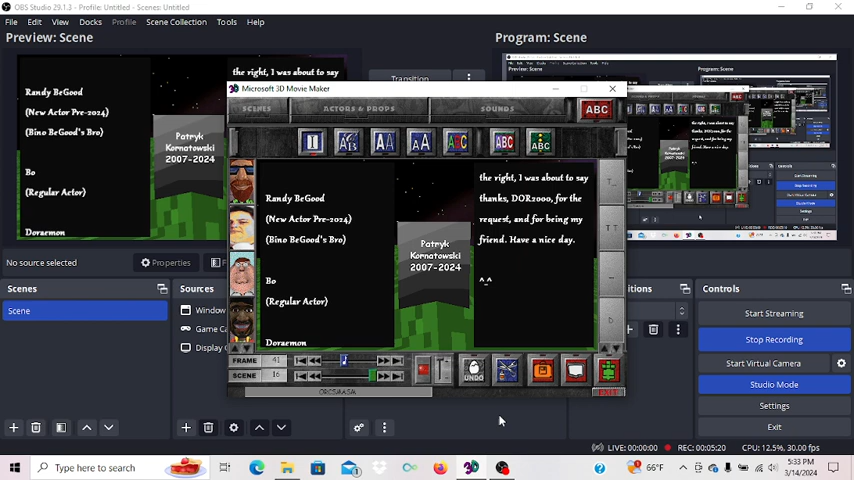 OBS Studio 29.1.3 - Profile: Untitled - Scenes: Untitled
File Edit View Docks Profile Scene Collection Tools Help
Preview: Scene
Program: Scene
the right, I was about to say
Randy BeGood
(New Actor Pre-2024)
(Bino BeGood's Bro)
Bo
(Regular Actor)
Doraemon
Patryk
Kornatowski
2007-2024
Transition
Microsoft 3D Movie Maker
SCENES ACTORS & PROPS SOUNDS ABC
Randy BeGood
(New Actor Pre-2024)
(Bino BeGood's Bro)
Bo
(Regular Actor)
Doraemon
Patryk
Kornatowski
2007-2024
the right, I was about to say
thanks, DOR2000, for the
request, and for being my
friend. Have a nice day.
^_^
FRAME 41
SCENE 16
UNDO
No source selected
Properties
Scenes
Scene
Sources
Window
Game Ca
Display
itions
Controls
Start Streaming
Stop Recording
Start Virtual Camera
Studio Mode
Settings
Exit
LIVE: 00:00:00 REC: 00:05:20 CPU: 12.5%, 30.00 fps
Type here to search
66°F
5:33 PM
3/14/2024